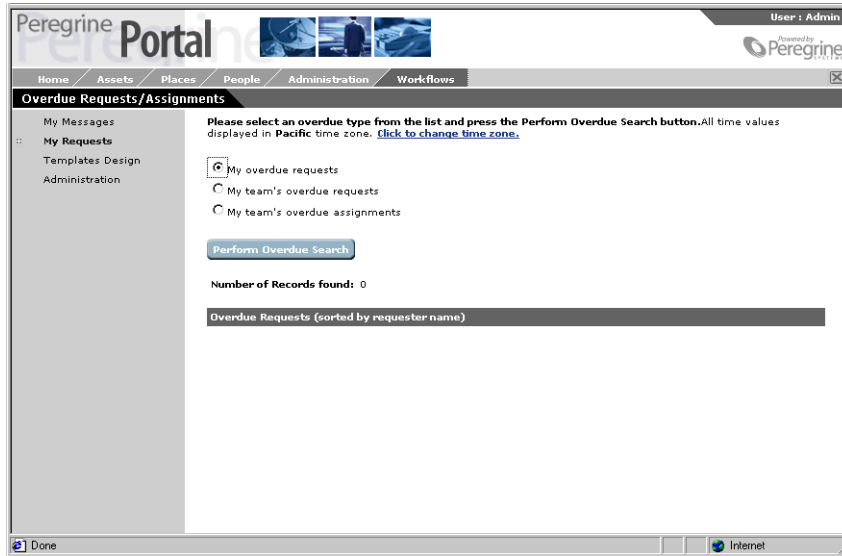 User : Admin
Peregrine Portal
Powered by
Peregrine
SYSTEMS
Home / Assets / Places / People / Administration / Workflows
Overdue Requests/Assignments
My Messages
My Requests
Templates Design
Administration
Please select an overdue type from the list and press the Perform Overdue Search button.All time values
displayed in Pacific time zone. Click to change time zone.
My overdue requests
My team's overdue requests
My team's overdue assignments
Perform Overdue Search
Number of Records found: 0
Overdue Requests (sorted by requester name)
Done
Internet